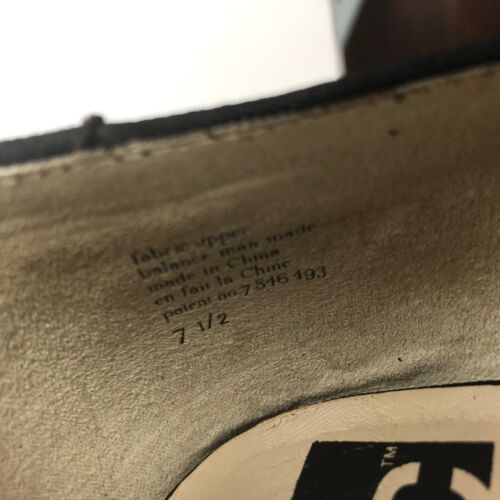 fabric upper
balance man made
made in China
en fait la Chine
patent no.7 846 493
7 1/2
TM
C